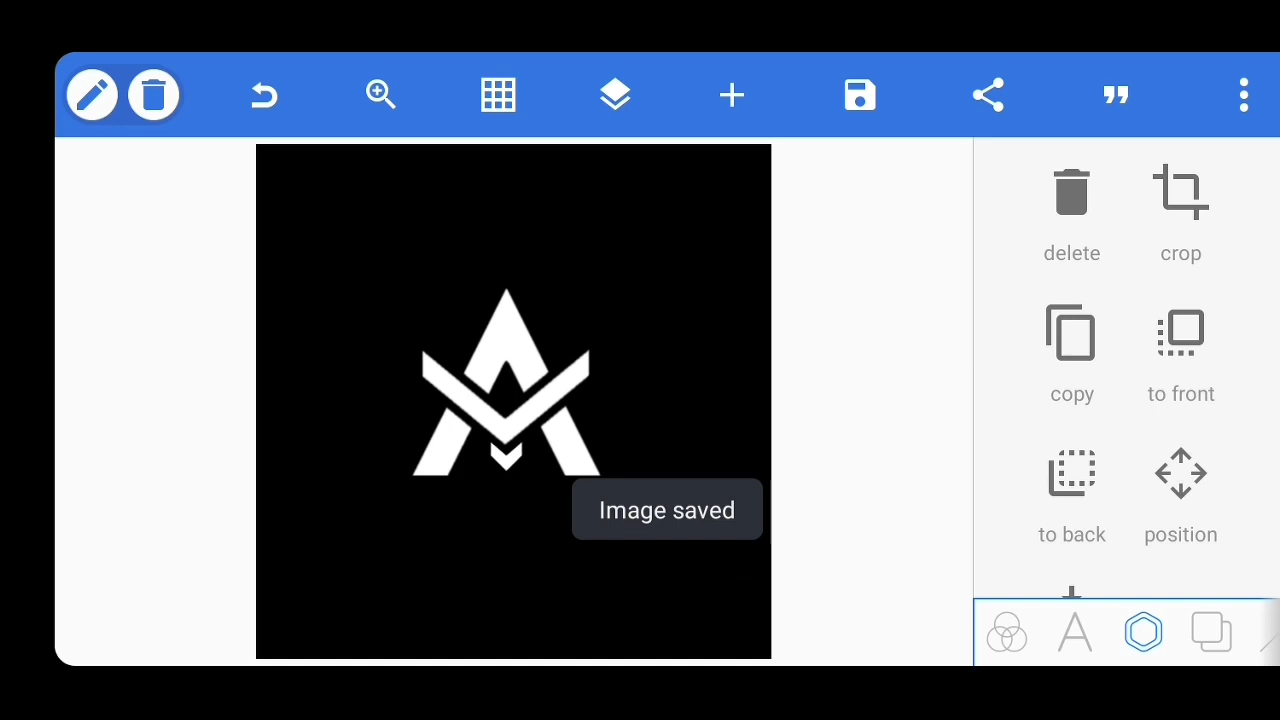 delete
crop
copy
to front
Image saved
to back
position